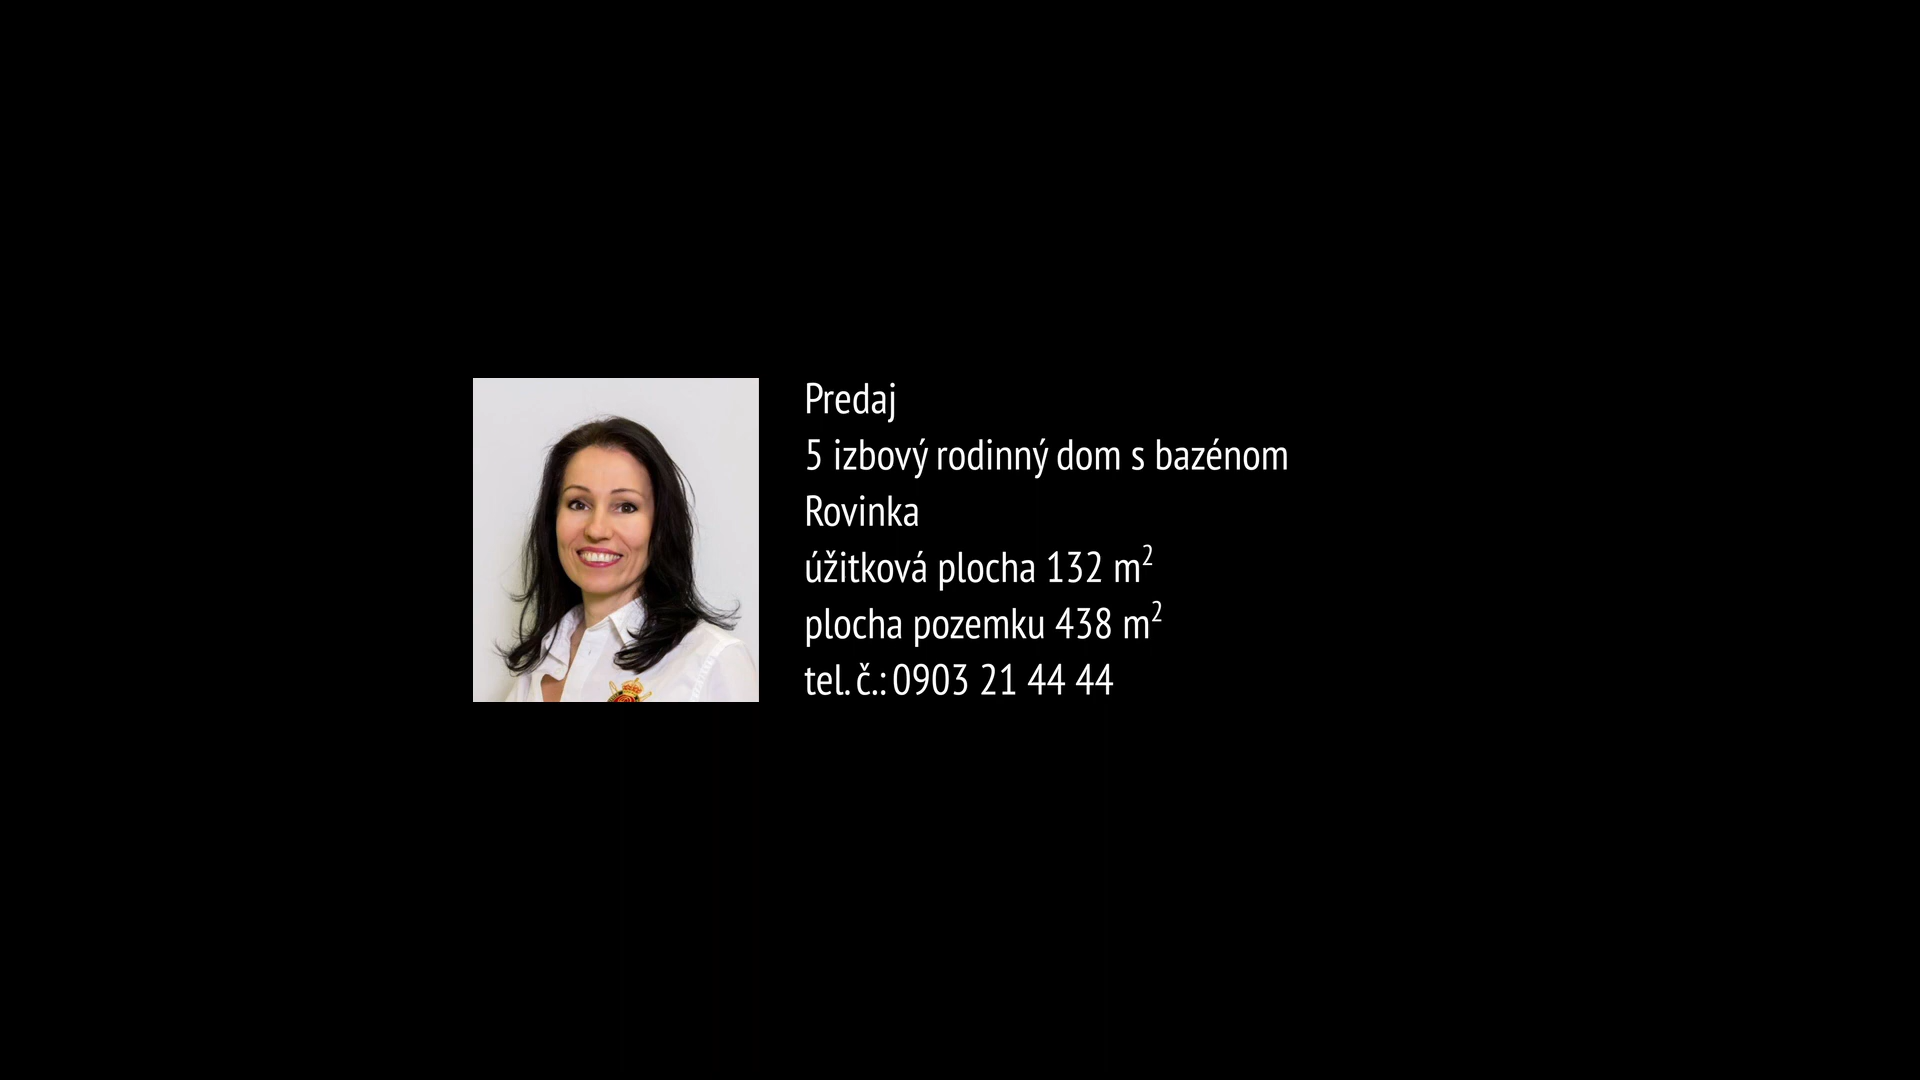 Predaj
5 izbový rodinný dom s bazénom
Rovinka
úžitková plocha 132 m²
plocha pozemku 438 m²
tel. č.: 0903 21 44 44